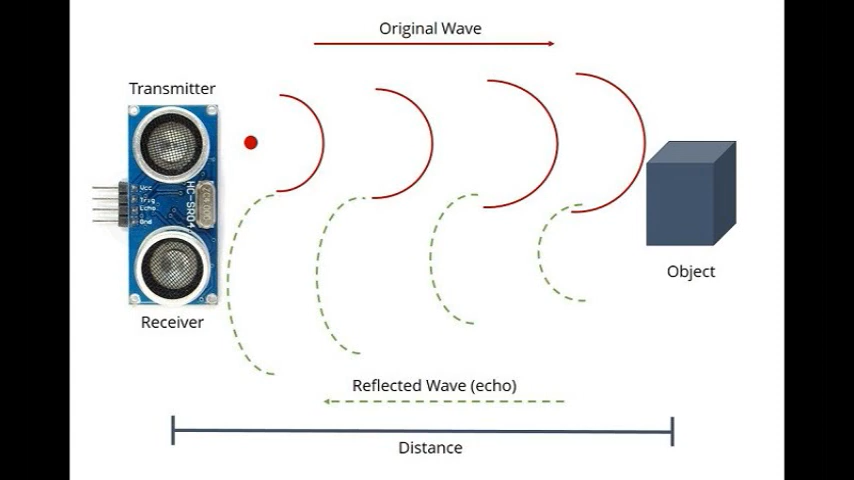 Original Wave
Transmitter
Vcc
Trig
Echo
Gnd
HC-SR04
Receiver
Object
Reflected Wave (echo)
Distance